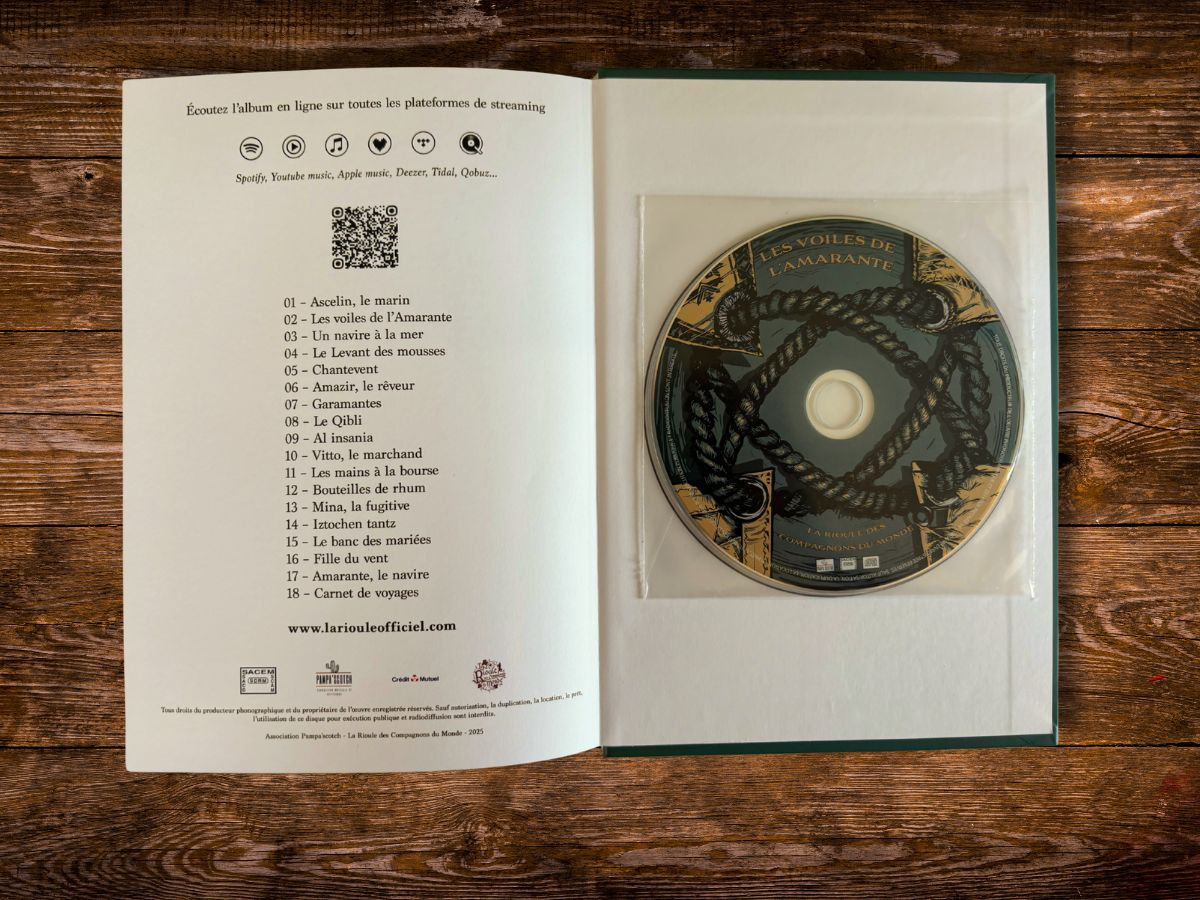 Écoutez l'album en ligne sur toutes les plateformes de streaming
Spotify, Youtube music, Apple music, Deezer, Tidal, Qobuz...
01 – Ascelin, le marin
02 – Les voiles de l'Amarante
03 – Un navire à la mer
04 – Le Levant des mousses
05 – Chantevent
06 – Amazir, le rêveur
07 – Garamantes
08 – Le Qibli
09 – Al insania
10 – Vitto, le marchand
11 – Les mains à la bourse
12 – Bouteilles de rhum
13 – Mina, la fugitive
14 – Iztochen tantz
15 – Le banc des mariées
16 – Fille du vent
17 – Amarante, le navire
18 – Carnet de voyages
www.lariouleofficiel.com
SACEM
PAMPA'SCOTCH
Crédit Mutuel
Tous droits du producteur phonographique et du propriétaire de l'œuvre enregistrée réservés. Sauf autorisation, la duplication, la location, le prêt,
l'utilisation de ce disque pour exécution publique et radiodiffusion sont interdits.
Association Pampa'scotch - La Rioule des Compagnons du Monde - 2025
LES VOILES DE
L'AMARANTE
LA RIOULE DES
COMPAGNONS DU MONDE